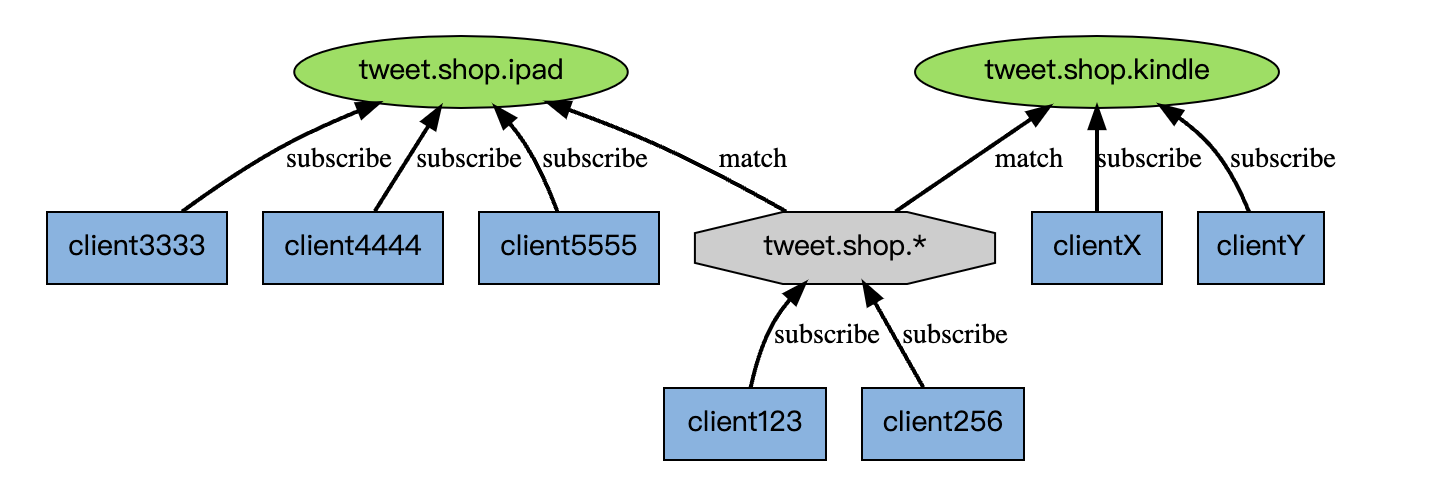 tweet.shop.ipad
tweet.shop.kindle
subscribe
subscribe
subscribe
match
match
subscribe
subscribe
client3333
client4444
client5555
tweet.shop.*
clientX
clientY
subscribe
subscribe
client123
client256